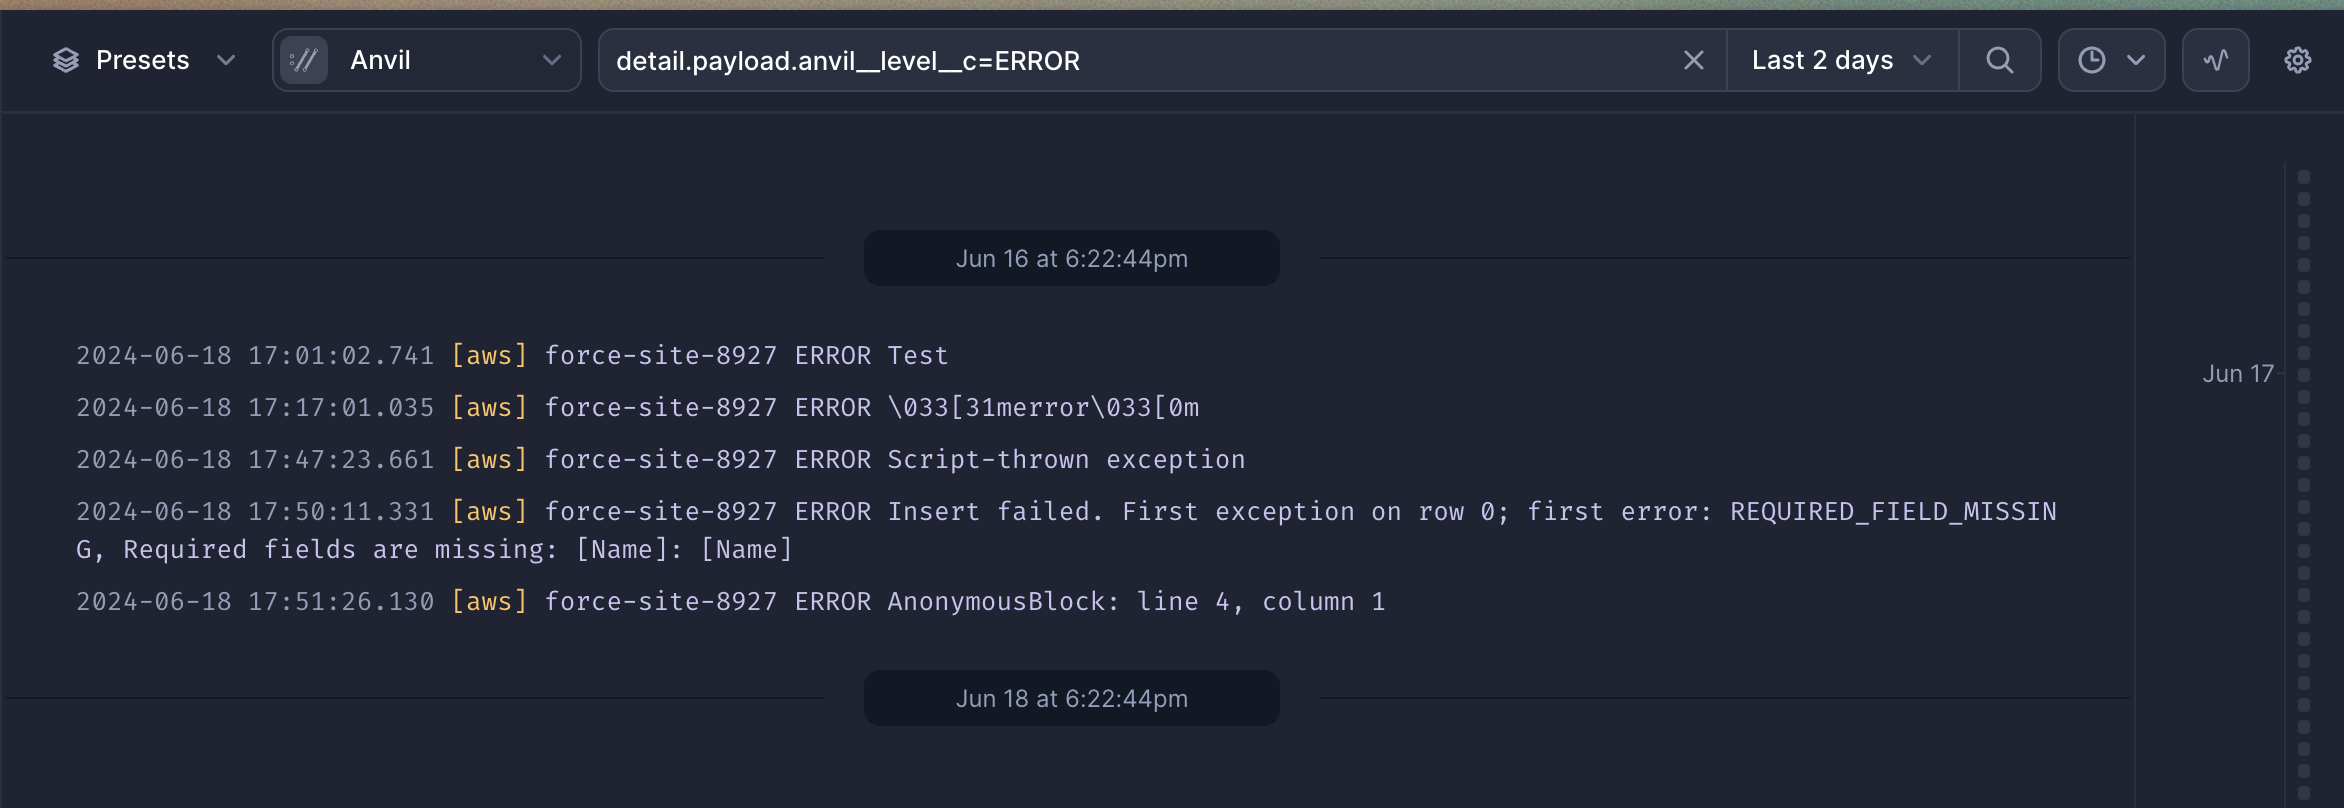 Presets
Anvil
detail.payload.anvil__level__c=ERROR
Last 2 days
Jun 16 at 6:22:44pm
2024-06-18 17:01:02.741 [aws] force-site-8927 ERROR Test
2024-06-18 17:17:01.035 [aws] force-site-8927 ERROR \033[31merror\033[0m
2024-06-18 17:47:23.661 [aws] force-site-8927 ERROR Script-thrown exception
2024-06-18 17:50:11.331 [aws] force-site-8927 ERROR Insert failed. First exception on row 0; first error: REQUIRED_FIELD_MISSIN
G, Required fields are missing: [Name]: [Name]
2024-06-18 17:51:26.130 [aws] force-site-8927 ERROR AnonymousBlock: line 4, column 1
Jun 18 at 6:22:44pm
Jun 17